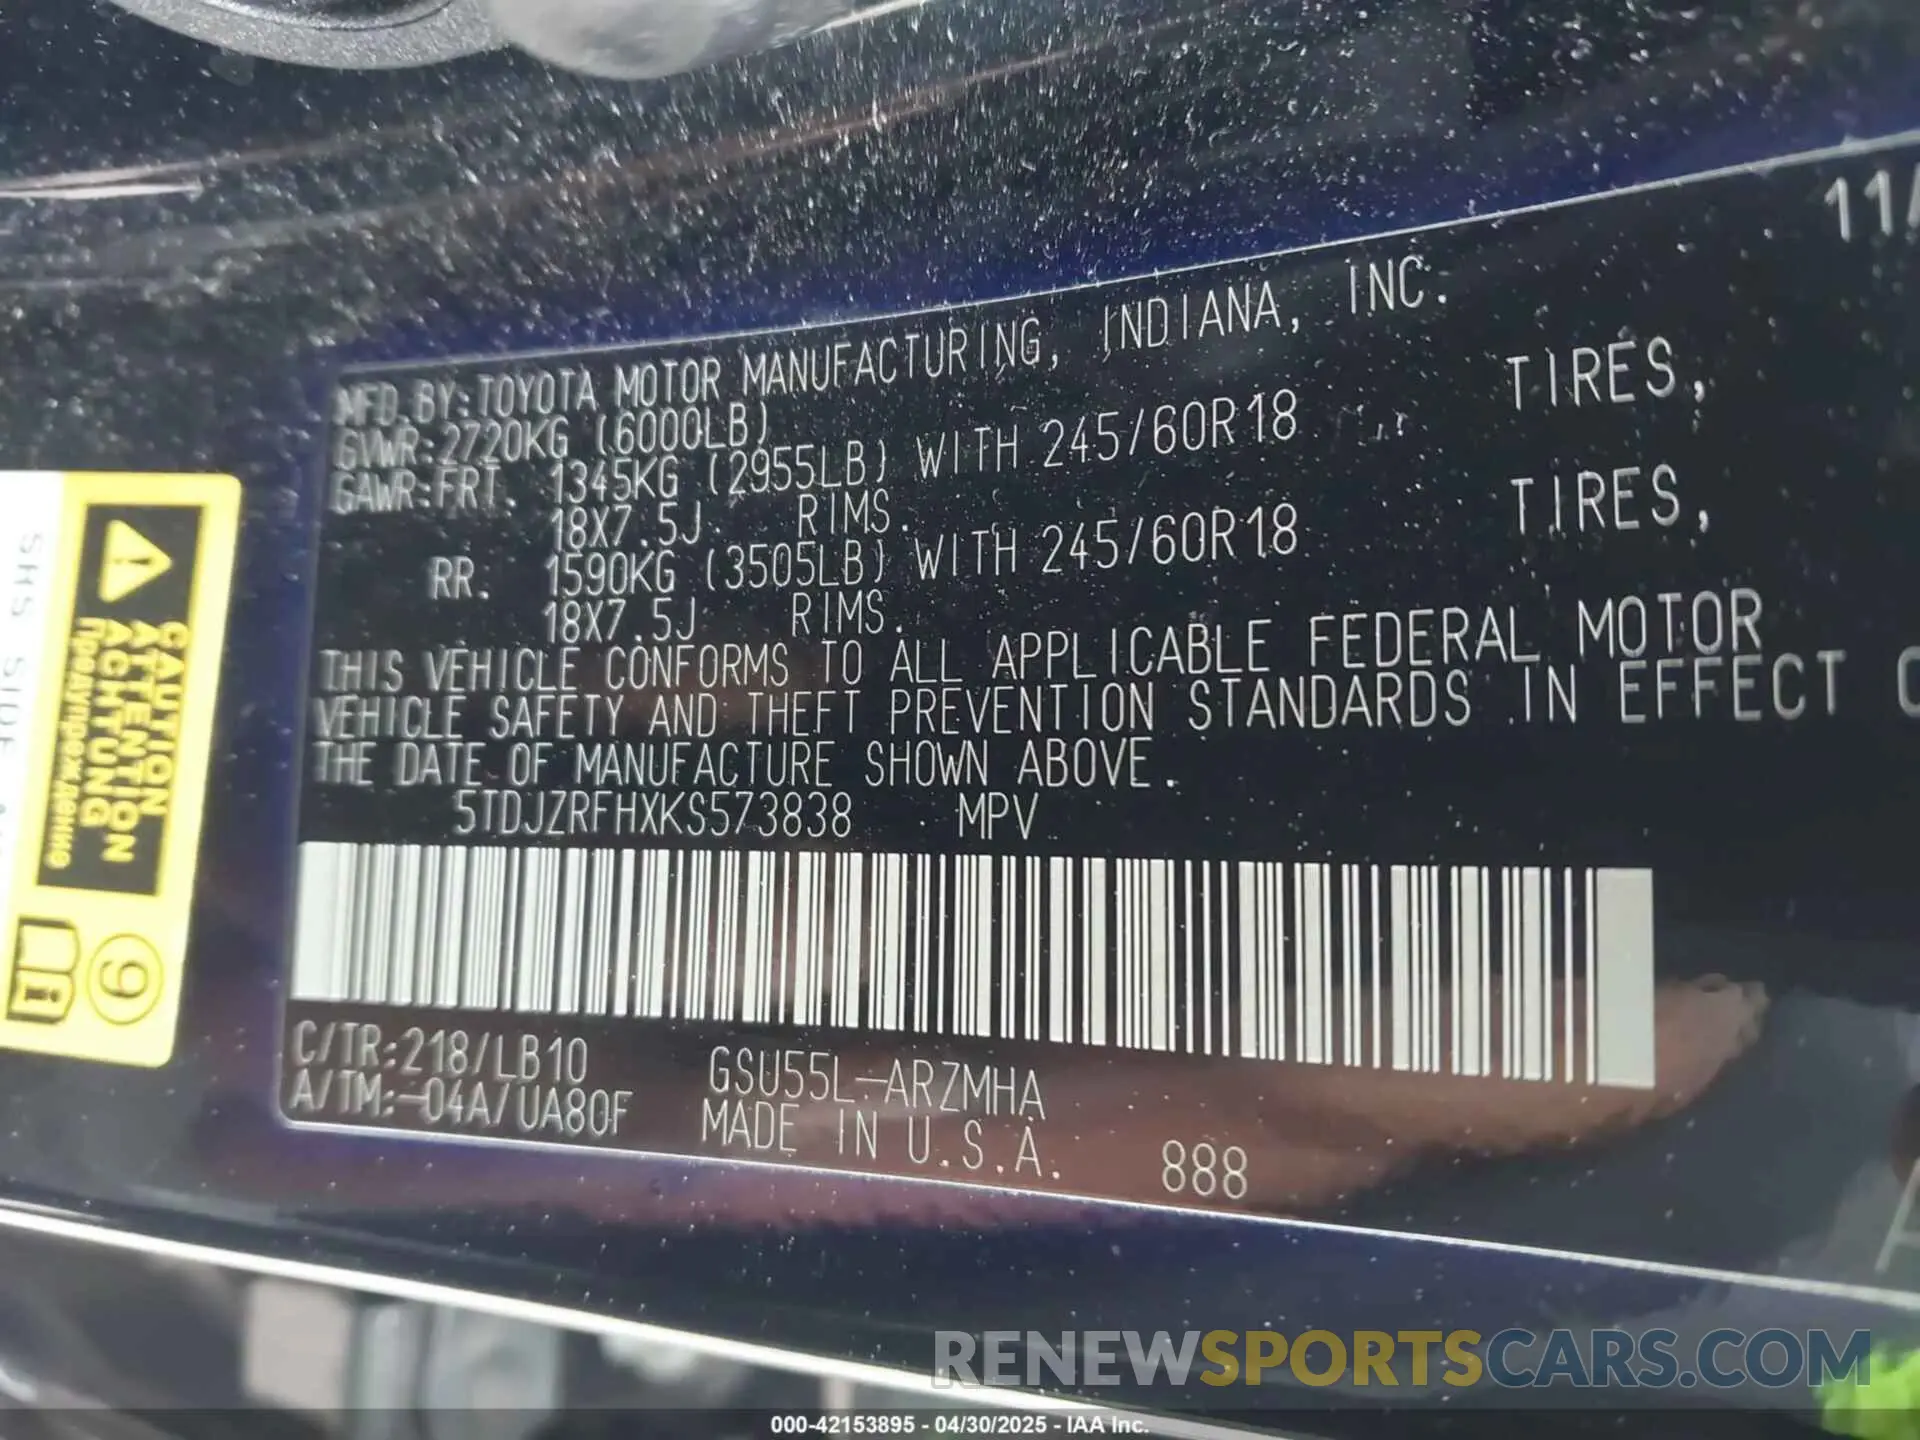 11/
MFD. BY: TOYOTA MOTOR MANUFACTURING, INDIANA, INC.
GVWR: 2720KG (6000LB)
GAWR: FRT. 1345KG (2955LB) WITH 245/60R18 TIRES,
18X7.5J RIMS.
RR. 1590KG (3505LB) WITH 245/60R18 TIRES,
18X7.5J RIMS.
THIS VEHICLE CONFORMS TO ALL APPLICABLE FEDERAL MOTOR
VEHICLE SAFETY AND THEFT PREVENTION STANDARDS IN EFFECT
THE DATE OF MANUFACTURE SHOWN ABOVE.
5TDJZRFHXKS573838 MPV
C/TR: 218/LB10 GSU55L-ARZMHA
A/TM: -04A/UA80F MADE IN U.S.A. 888
SRS SIDE
CAUTION
ATTENTION
ACHTUNG
Предупреждение
9
i
RENEWSPORTSCARS.COM
000-42153895 - 04/30/2025 - IAA Inc.